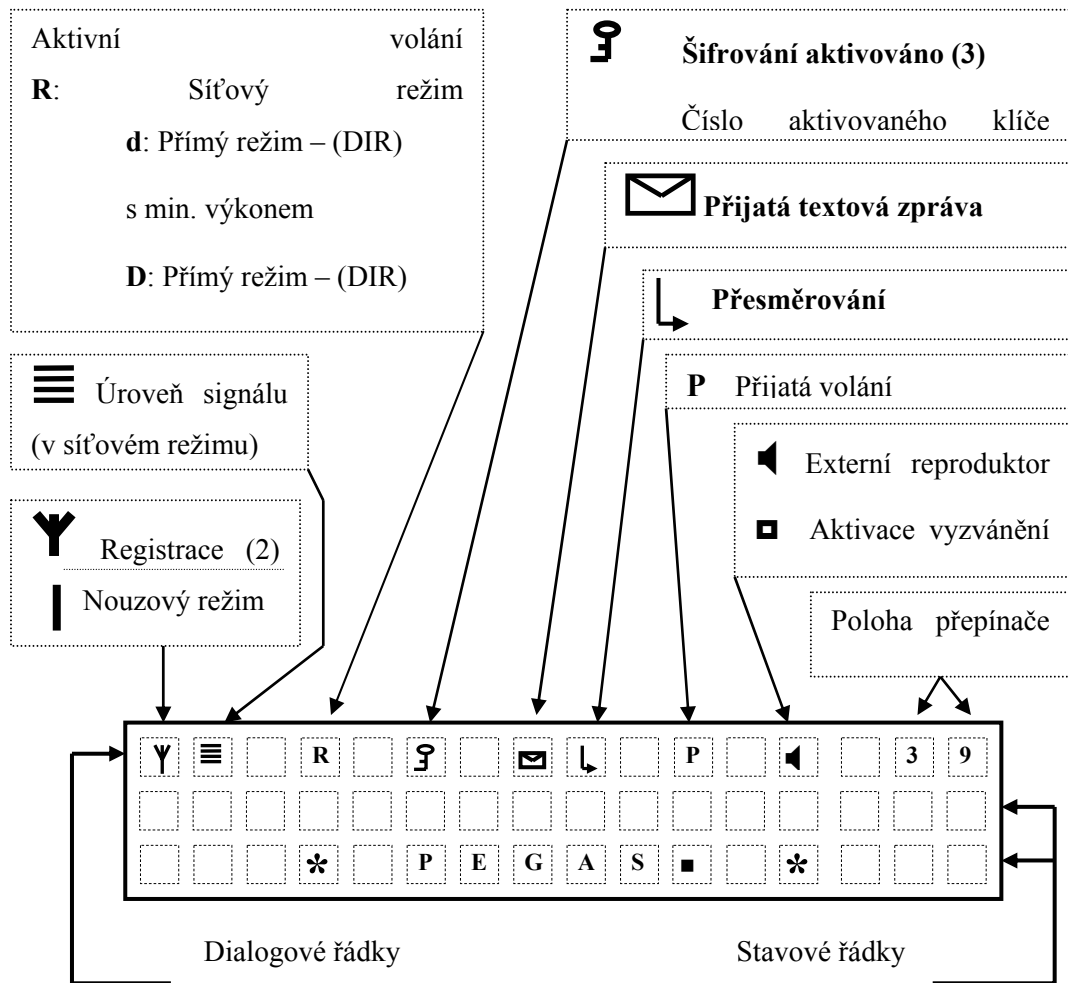 Aktivní volání
R: Síťový režim
d: Přímý režim – (DIR)
s min. výkonem
D: Přímý režim – (DIR)
Šifrování aktivováno (3)
Číslo aktivovaného klíče
Přijatá textová zpráva
Přesměrování
P Přijatá volání
Úroveň signálu
(v síťovém režimu)
Externí reproduktor
Aktivace vyzvánění
Registrace (2)
Nouzový režim
Poloha přepínače
R P 3 9
* P E G A S ▪ *
Dialogové řádky
Stavové řádky